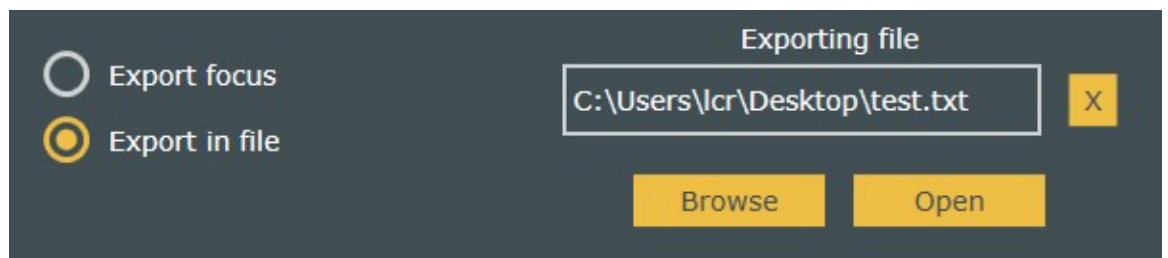 Export focus
Export in file
Exporting file
C:\Users\lcr\Desktop\test.txt
X
Browse
Open